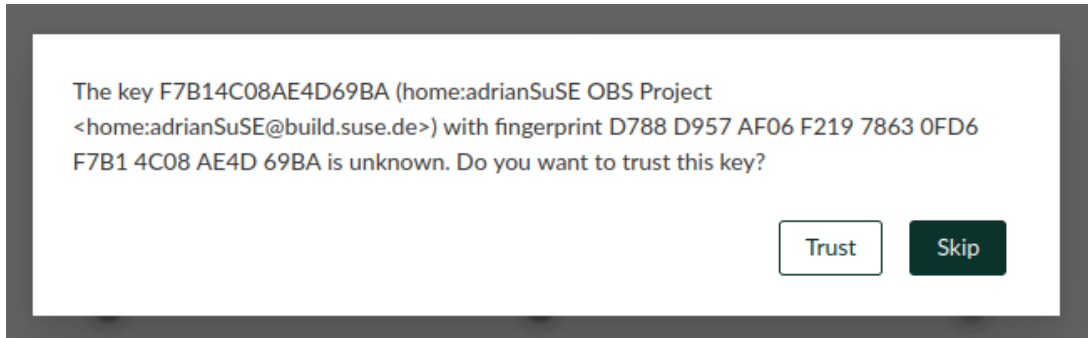 The key F7B14C08AE4D69BA (home:adrianSuSE OBS Project
<home:adrianSuSE@build.suse.de>) with fingerprint D788 D957 AF06 F219 7863 0FD6
F7B1 4C08 AE4D 69BA is unknown. Do you want to trust this key?
Trust
Skip